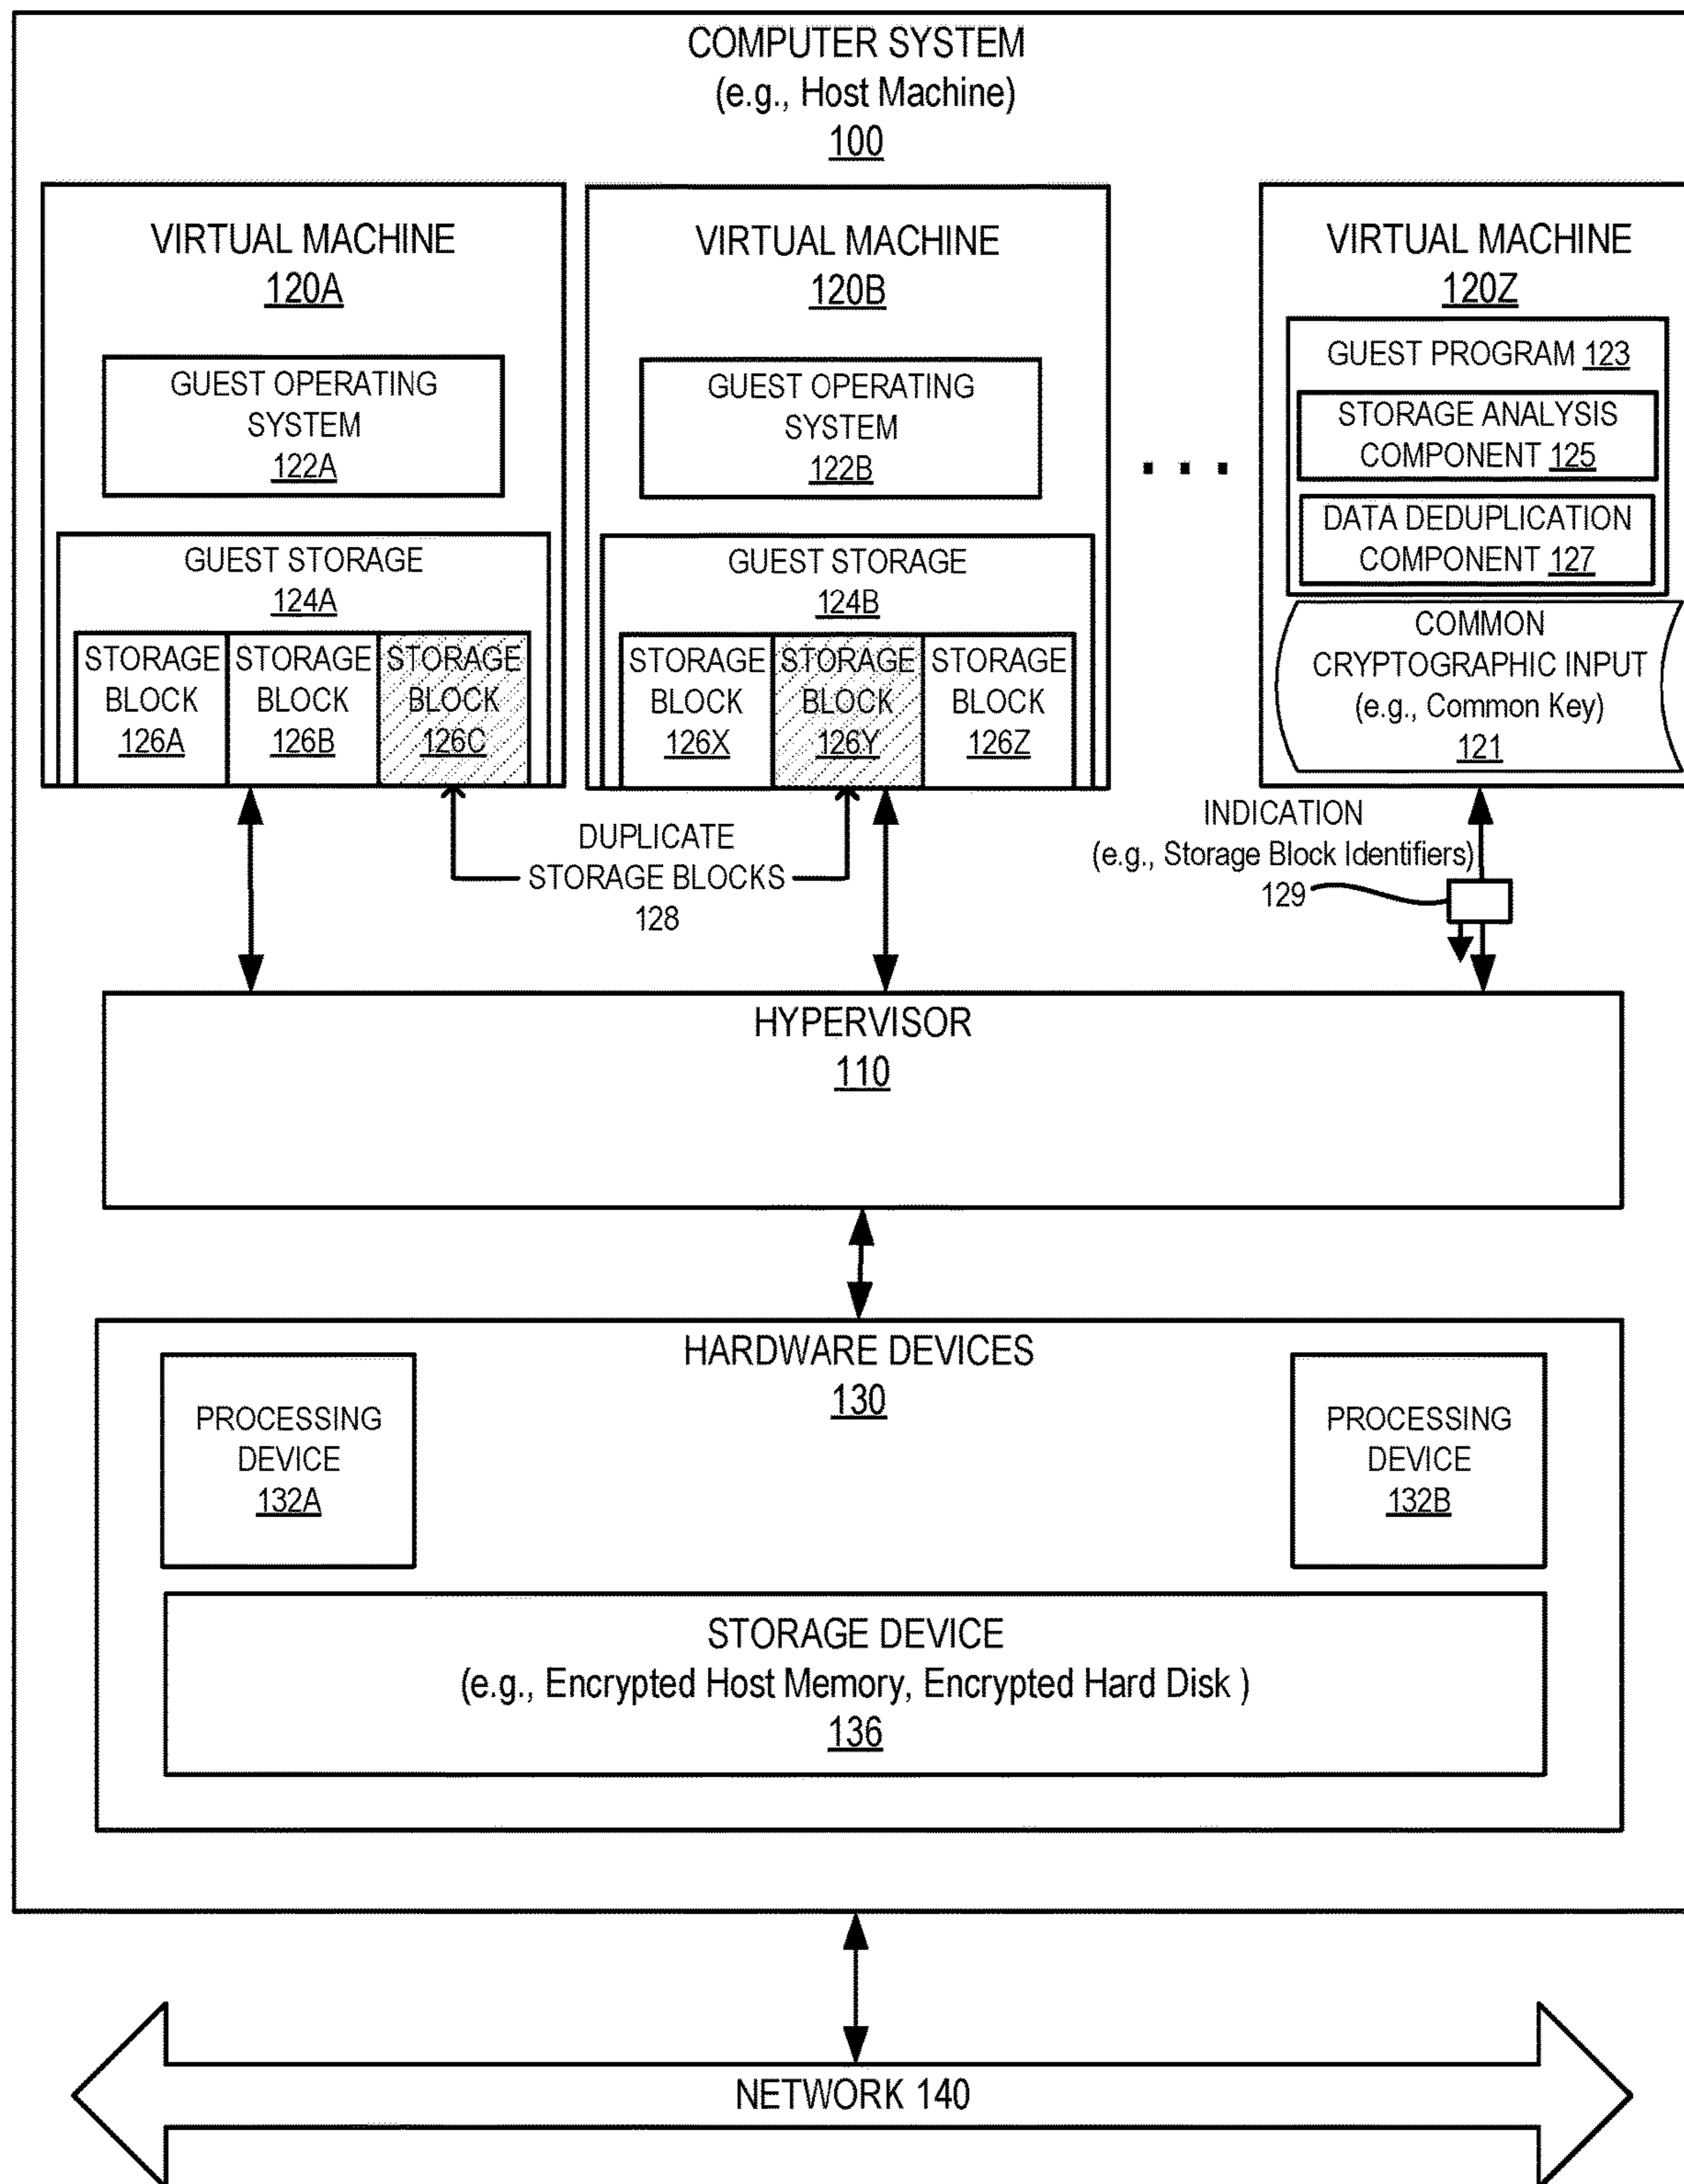 COMPUTER SYSTEM
(e.g., Host Machine)
100
VIRTUAL MACHINE
120A
GUEST OPERATING
SYSTEM
122A
GUEST STORAGE
124A
STORAGE
BLOCK
126A
STORAGE
BLOCK
126B
STORAGE
BLOCK
126C
VIRTUAL MACHINE
120B
GUEST OPERATING
SYSTEM
122B
GUEST STORAGE
124B
STORAGE
BLOCK
126X
STORAGE
BLOCK
126Y
STORAGE
BLOCK
126Z
. . .
VIRTUAL MACHINE
120Z
GUEST PROGRAM 123
STORAGE ANALYSIS
COMPONENT 125
DATA DEDUPLICATION
COMPONENT 127
COMMON
CRYPTOGRAPHIC INPUT
(e.g., Common Key)
121
DUPLICATE
STORAGE BLOCKS
128
INDICATION
(e.g., Storage Block Identifiers)
129
HYPERVISOR
110
HARDWARE DEVICES
130
PROCESSING
DEVICE
132A
PROCESSING
DEVICE
132B
STORAGE DEVICE
(e.g., Encrypted Host Memory, Encrypted Hard Disk )
136
NETWORK 140